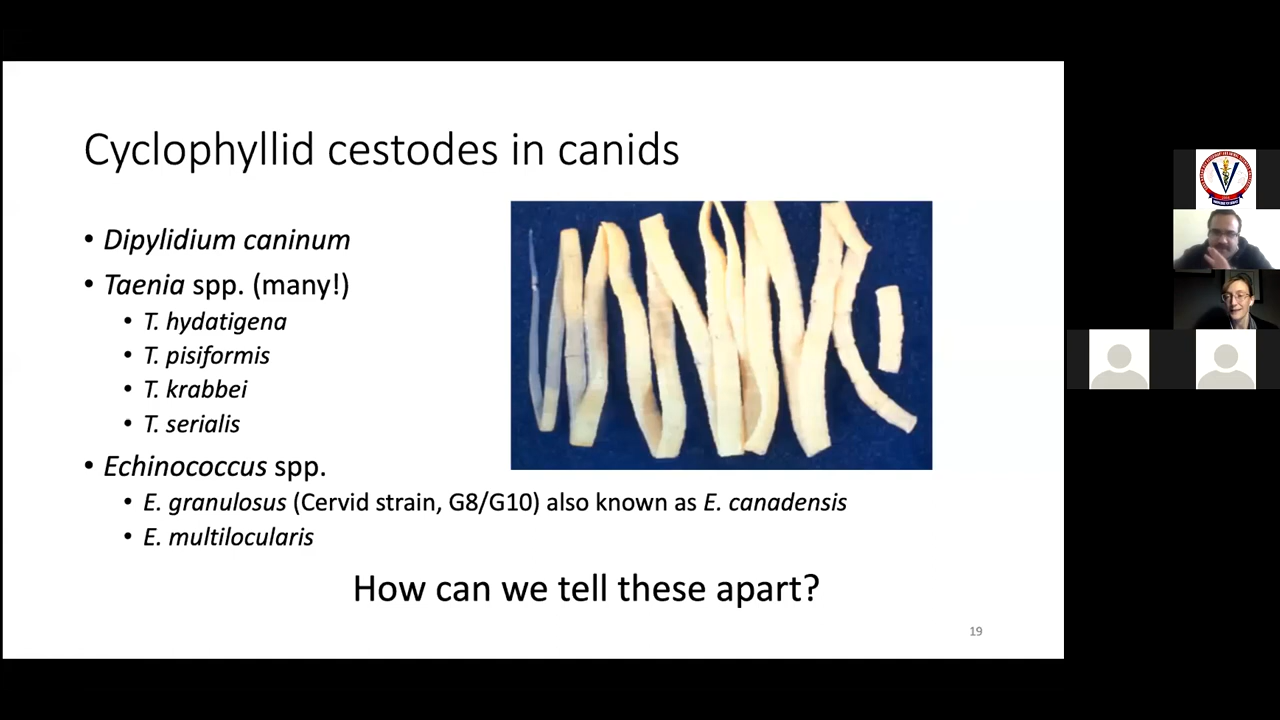 Cyclophyllid cestodes in canids
• Dipylidium caninum
• Taenia spp. (many!)
• T. hydatigena
• T. pisiformis
• T. krabbei
• T. serialis
• Echinococcus spp.
• E. granulosus (Cervid strain, G8/G10) also known as E. canadensis
• E. multilocularis
How can we tell these apart?
19